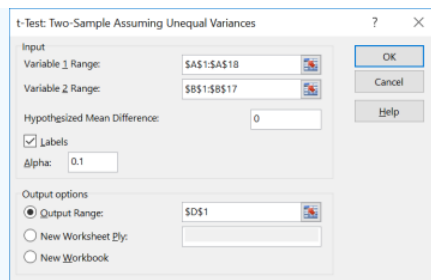 t-Test: Two-Sample Assuming Unequal Variances ? ×
Input
Variable 1 Range: $A$1:$A$18 OK
Variable 2 Range: $B$1:$B$17 Cancel
Hypothesized Mean Difference: 0 Help
Labels
Alpha: 0.1
Output options
Output Range: $D$1
New Worksheet Ply:
New Workbook